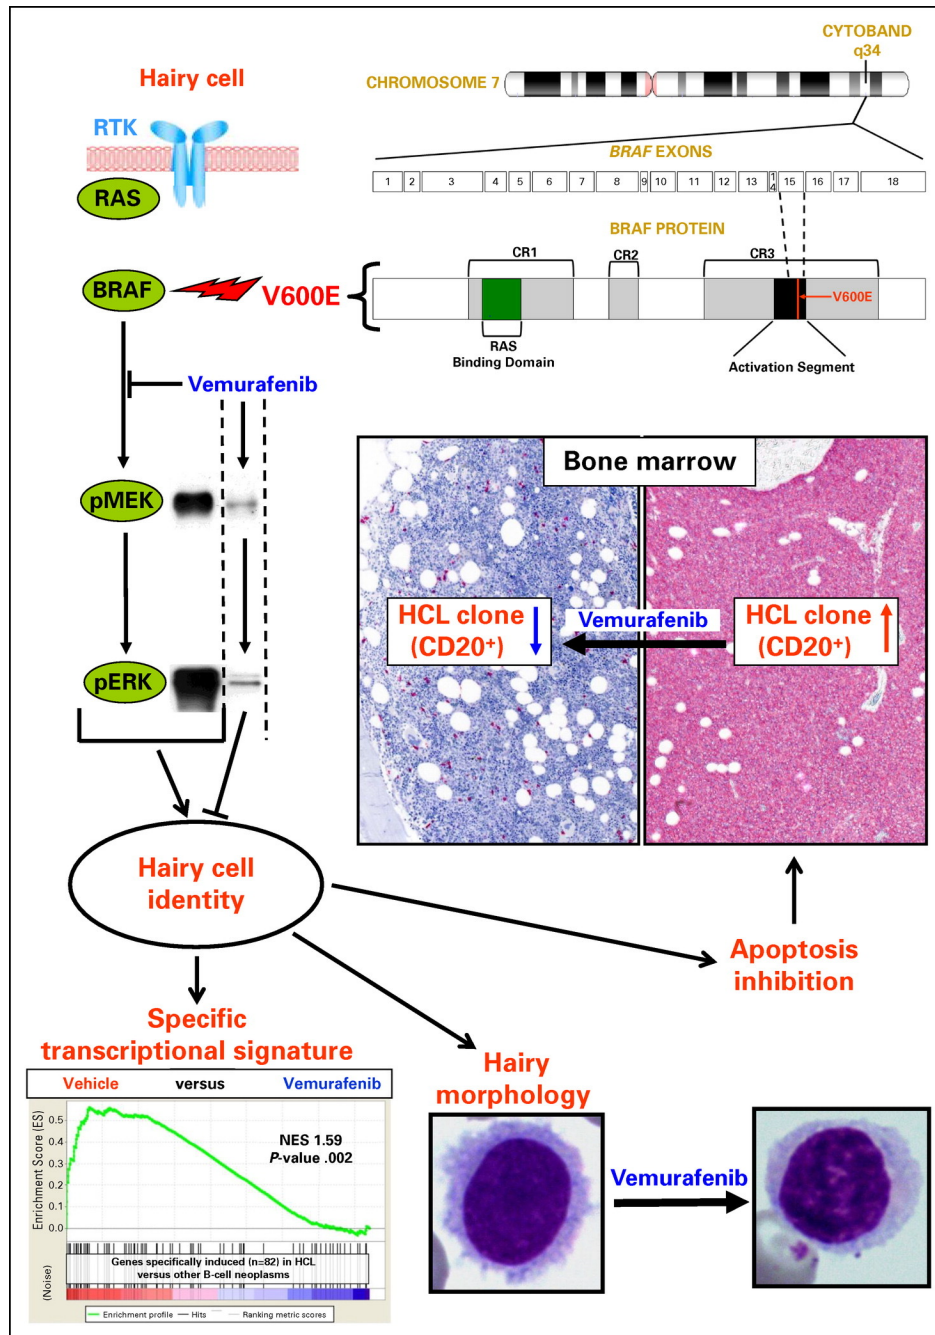 CYTOBAND
q34
Hairy cell
CHROMOSOME 7
RTK
BRAF EXONS
1 2 3 4 5 6 7 8 9 10 11 12 13 14 15 16 17 18
RAS
BRAF PROTEIN
CR1 CR2 CR3
BRAF
V600E
V600E
RAS
Binding Domain
Activation Segment
Vemurafenib
Bone marrow
pMEK
HCL clone
(CD20+)
Vemurafenib
HCL clone
(CD20+)
pERK
Hairy cell
identity
Apoptosis
inhibition
Specific
transcriptional signature
Hairy
morphology
Vehicle versus Vemurafenib
Enrichment Score (ES)
0.5
0.4
0.3
0.2
0.1
0.0
NES 1.59
P-value .002
Vemurafenib
Genes specifically induced (n=82) in HCL
versus other B-cell neoplasms
(Noise)
Enrichment profile Hits Ranking metric scores